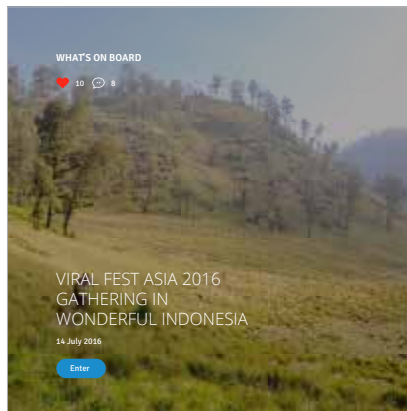 WHAT'S ON BOARD
10 8
VIRAL FEST ASIA 2016
GATHERING IN
WONDERFUL INDONESIA
14 July 2016
Enter